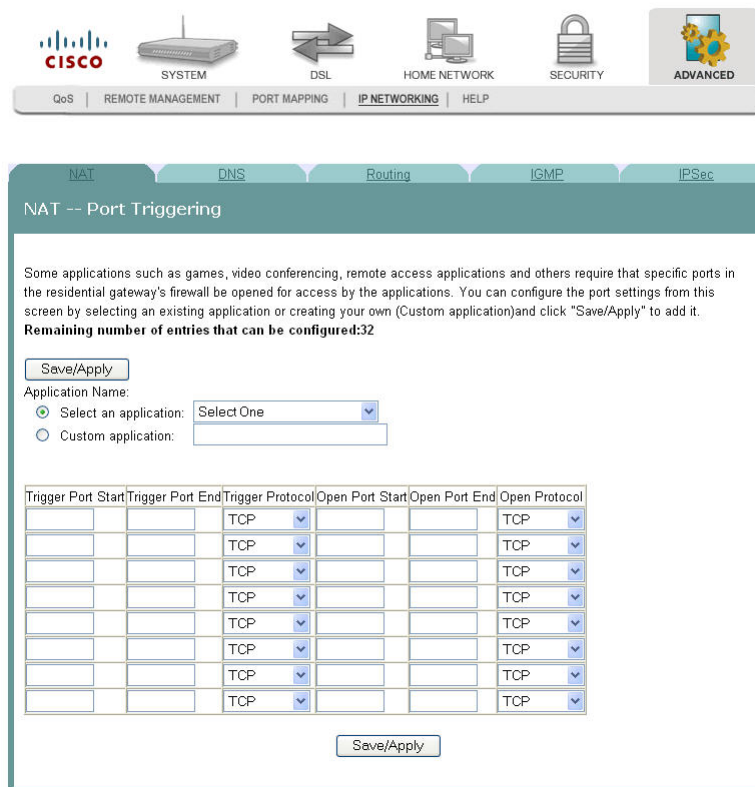 CISCO
SYSTEM
DSL
HOME NETWORK
SECURITY
ADVANCED
QoS | REMOTE MANAGEMENT | PORT MAPPING | IP NETWORKING | HELP
NAT DNS Routing IGMP IPSec
NAT -- Port Triggering
Some applications such as games, video conferencing, remote access applications and others require that specific ports in
the residential gateway's firewall be opened for access by the applications. You can configure the port settings from this
screen by selecting an existing application or creating your own (Custom application)and click "Save/Apply" to add it.
Remaining number of entries that can be configured:32
Save/Apply
Application Name:
Select an application: Select One
Custom application:
Trigger Port Start Trigger Port End Trigger Protocol Open Port Start Open Port End Open Protocol
TCP TCP
TCP TCP
TCP TCP
TCP TCP
TCP TCP
TCP TCP
TCP TCP
TCP TCP
Save/Apply